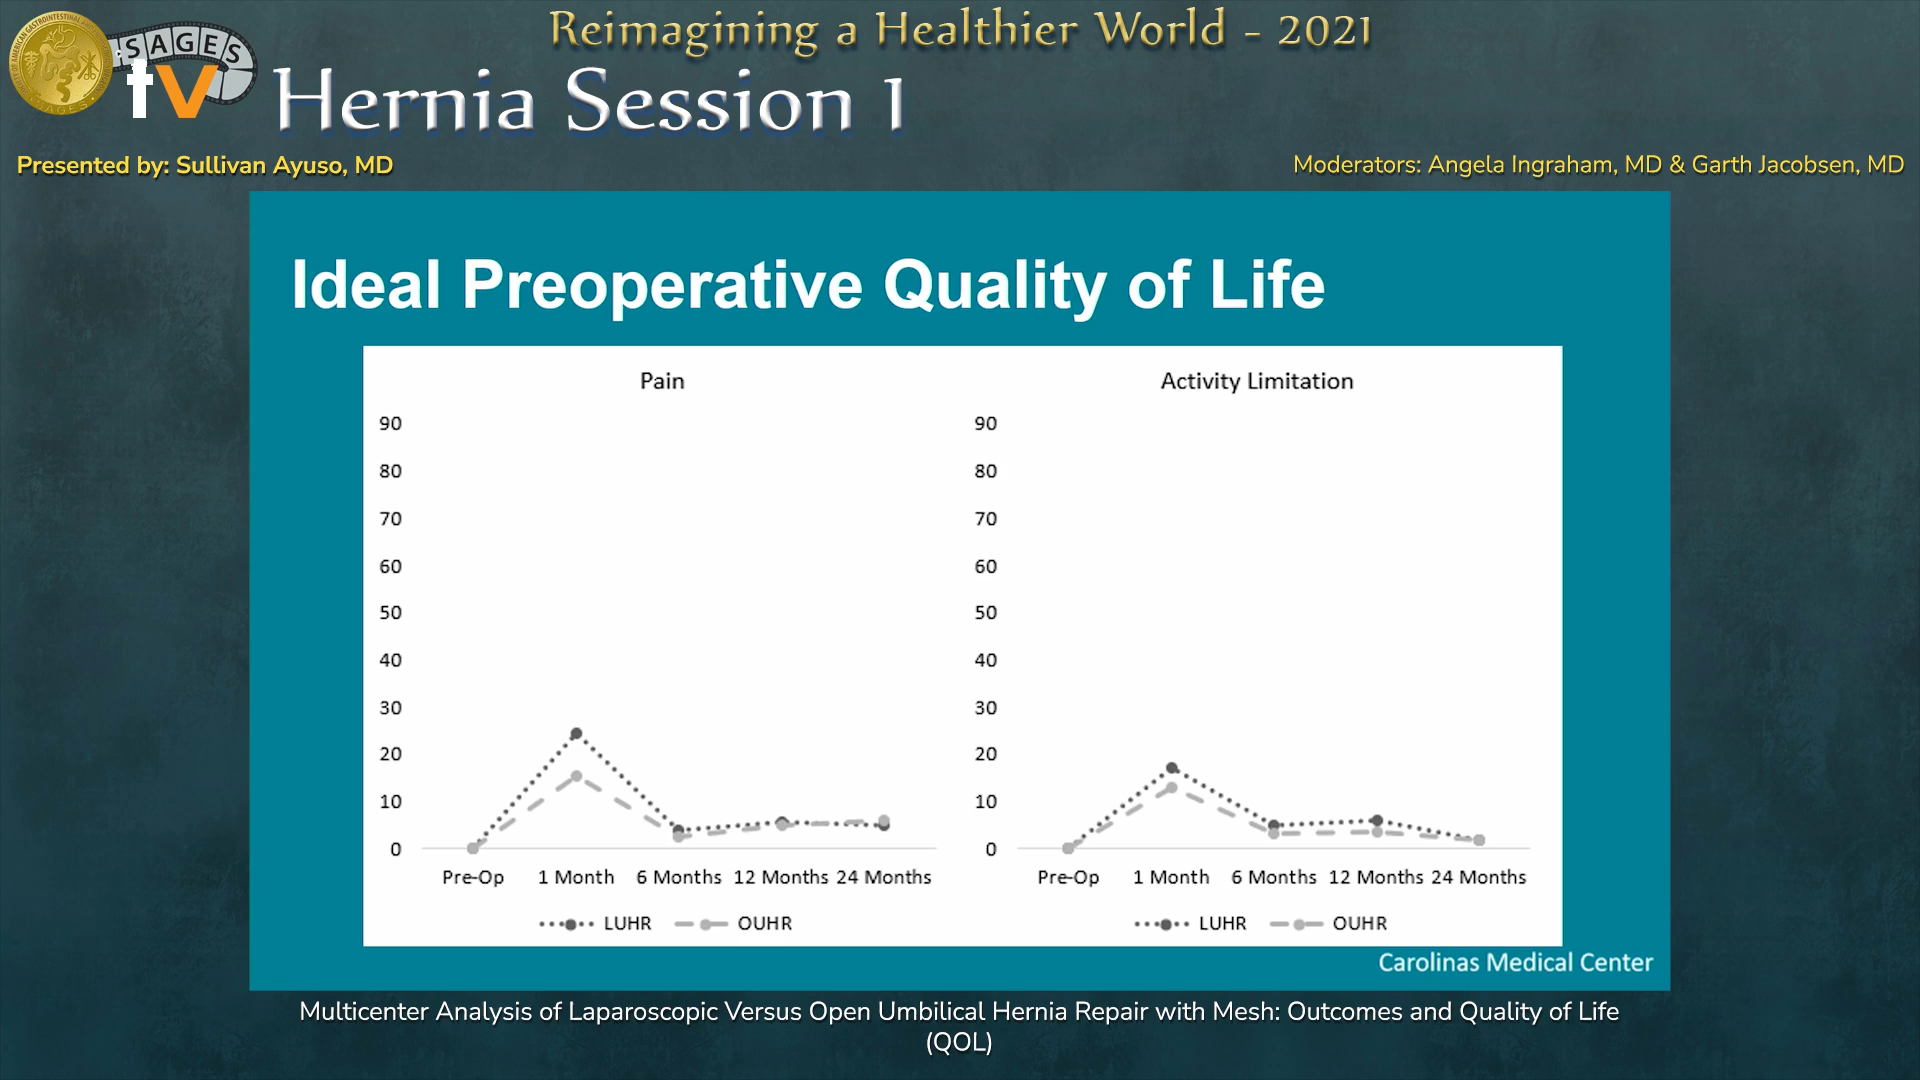 Reimagining a Healthier World - 2021
SAGES
tv
Hernia Session 1
Presented by: Sullivan Ayuso, MD
Moderators: Angela Ingraham, MD & Garth Jacobsen, MD
Ideal Preoperative Quality of Life
Pain
90
80
70
60
50
40
30
20
10
0
Pre-Op 1 Month 6 Months 12 Months 24 Months
LUHR OUHR
Activity Limitation
90
80
70
60
50
40
30
20
10
0
Pre-Op 1 Month 6 Months 12 Months 24 Months
LUHR OUHR
Carolinas Medical Center
Multicenter Analysis of Laparoscopic Versus Open Umbilical Hernia Repair with Mesh: Outcomes and Quality of Life
(QOL)